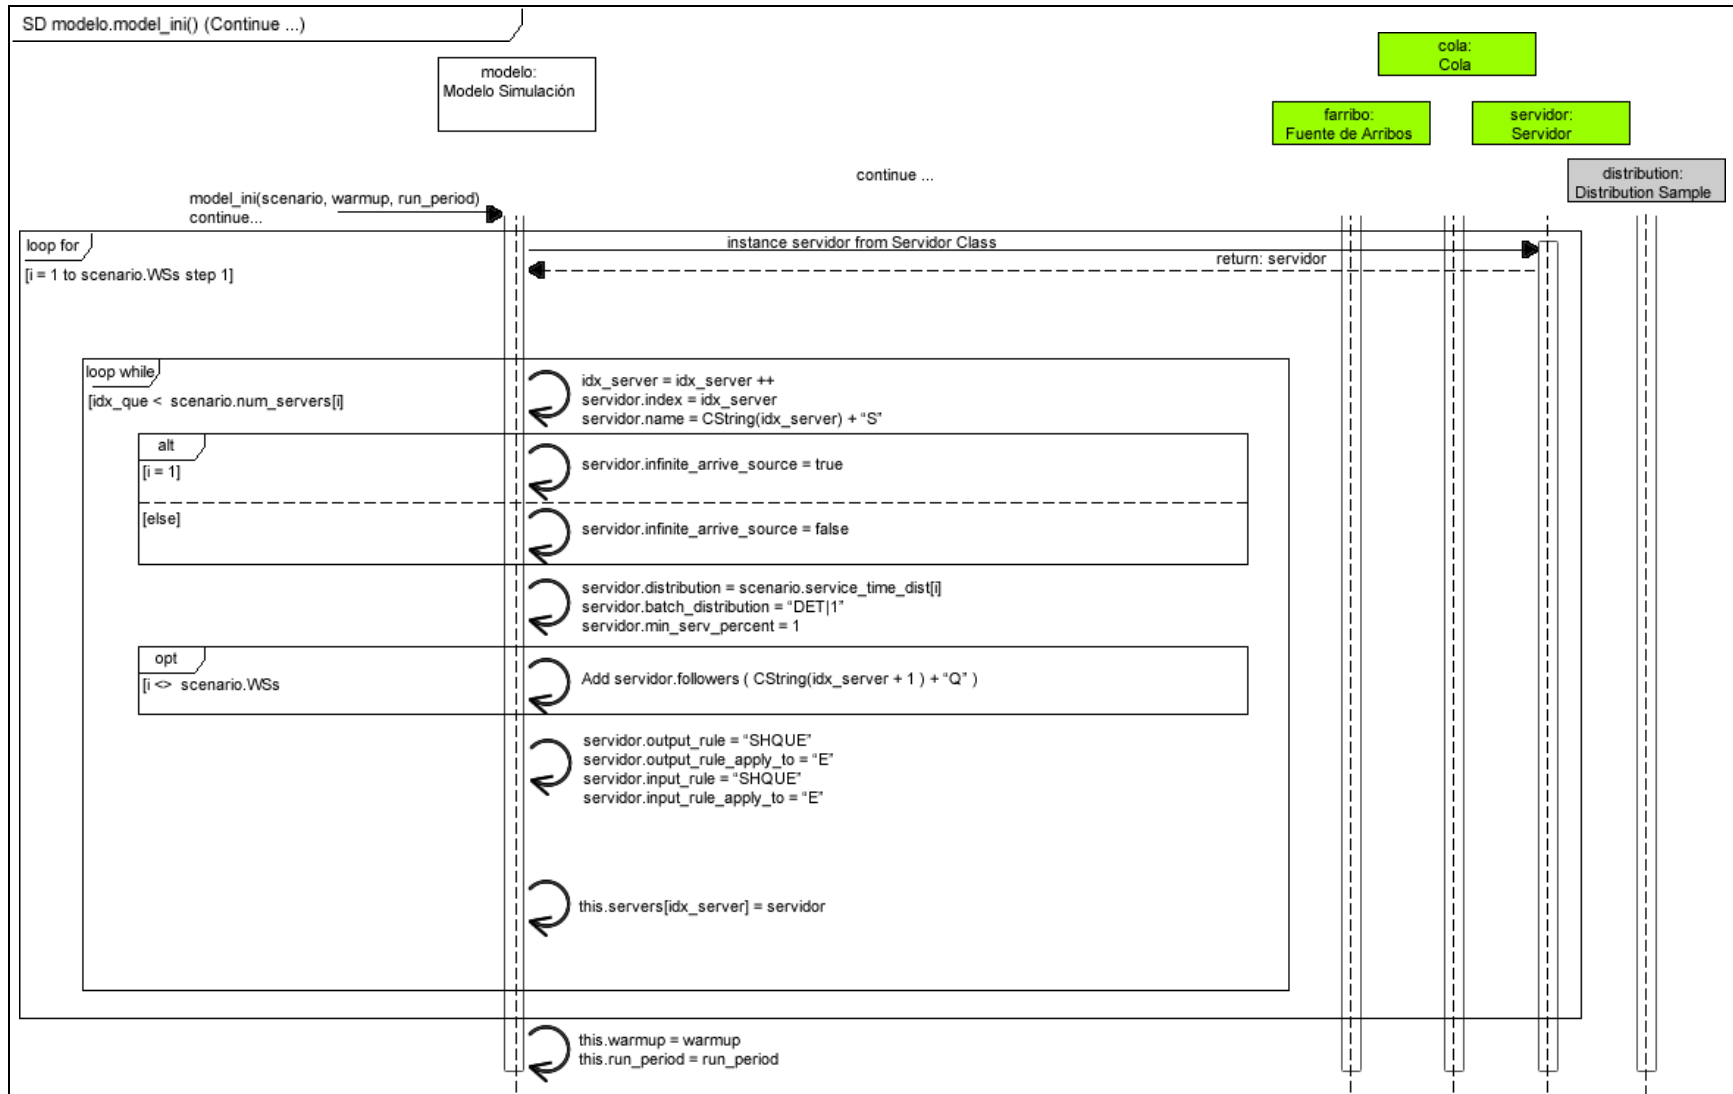 SD modelo.model_ini() (Continue ...)
cola:
Cola
modelo:
Modelo Simulación
farribo:
Fuente de Arribos
servidor:
Servidor
distribution:
Distribution Sample
continue ...
model_ini(scenario, warmup, run_period)
continue...
loop for
[i = 1 to scenario.WSs step 1]
instance servidor from Servidor Class
return: servidor
loop while
[idx_que < scenario.num_servers[i]
idx_server = idx_server ++
servidor.index = idx_server
servidor.name = CString(idx_server) + “S”
alt
[i = 1]
servidor.infinite_arrive_source = true
[else]
servidor.infinite_arrive_source = false
servidor.distribution = scenario.service_time_dist[i]
servidor.batch_distribution = “DET|1”
servidor.min_serv_percent = 1
opt
[i <> scenario.WSs
Add servidor.followers ( CString(idx_server + 1 ) + “Q” )
servidor.output_rule = “SHQUE”
servidor.output_rule_apply_to = “E”
servidor.input_rule = “SHQUE”
servidor.input_rule_apply_to = “E”
this.servers[idx_server] = servidor
this.warmup = warmup
this.run_period = run_period